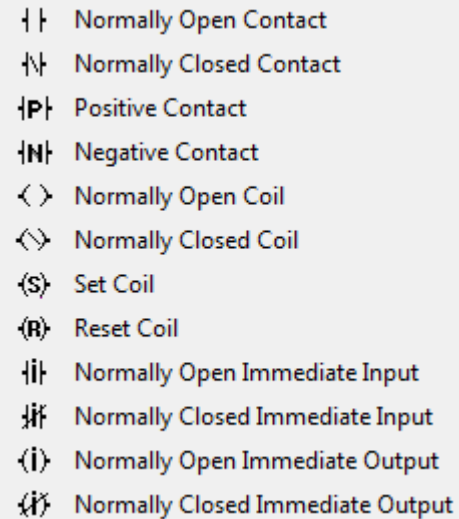 Normally Open Contact
Normally Closed Contact
P Positive Contact
N Negative Contact
Normally Open Coil
Normally Closed Coil
(S) Set Coil
(R) Reset Coil
i Normally Open Immediate Input
i Normally Closed Immediate Input
(i) Normally Open Immediate Output
(i) Normally Closed Immediate Output